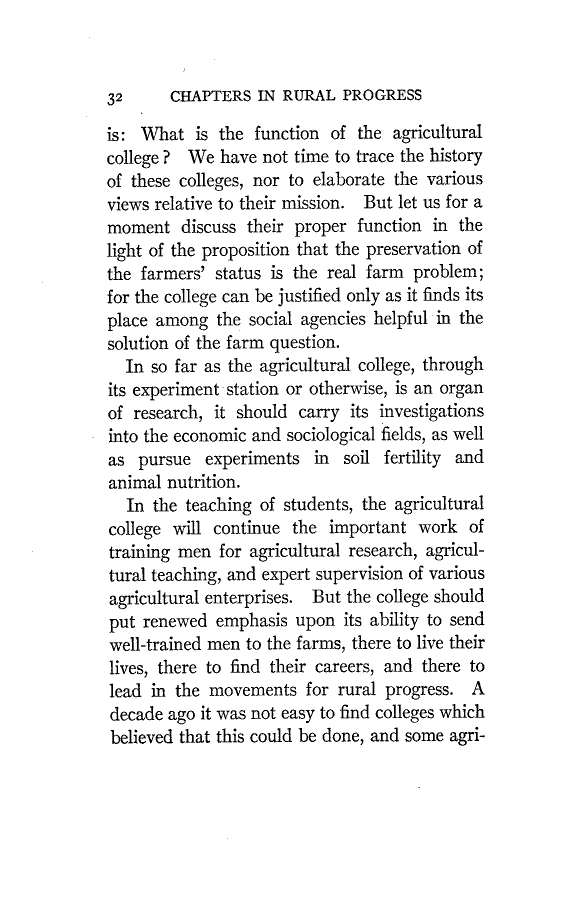 32 CHAPTERS IN RURAL PROGRESS
is: What is the function of the agricultural
college? We have not time to trace the history
of these colleges, nor to elaborate the various
views relative to their mission. But let us for a
moment discuss their proper function in the
light of the proposition that the preservation of
the farmers' status is the real farm problem;
for the college can be justified only as it finds its
place among the social agencies helpful in the
solution of the farm question.
In so far as the agricultural college, through
its experiment station or otherwise, is an organ
of research, it should carry its investigations
into the economic and sociological fields, as well
as pursue experiments in soil fertility and
animal nutrition.
In the teaching of students, the agricultural
college will continue the important work of
training men for agricultural research, agricul-
tural teaching, and expert supervision of various
agricultural enterprises. But the college should
put renewed emphasis upon its ability to send
well-trained men to the farms, there to live their
lives, there to find their careers, and there to
lead in the movements for rural progress. A
decade ago it was not easy to find colleges which
believed that this could be done, and some agri-